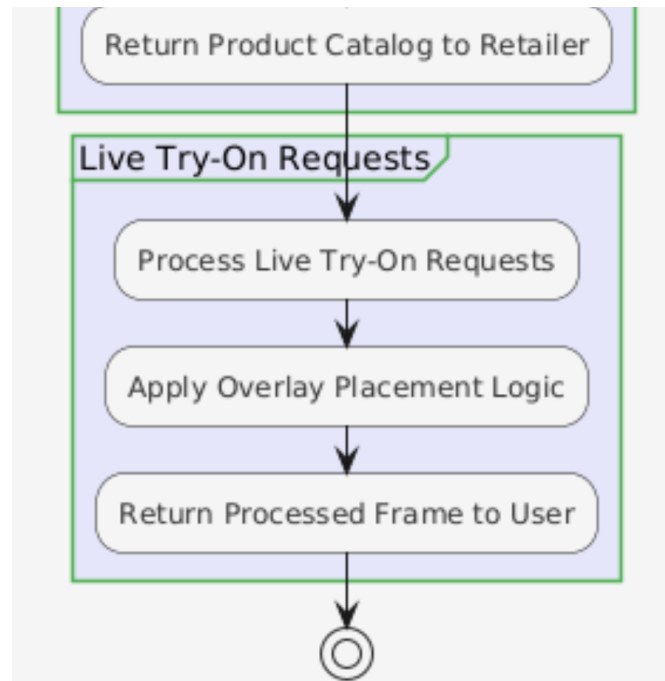 Return Product Catalog to Retailer
Live Try-On Requests
Process Live Try-On Requests
Apply Overlay Placement Logic
Return Processed Frame to User